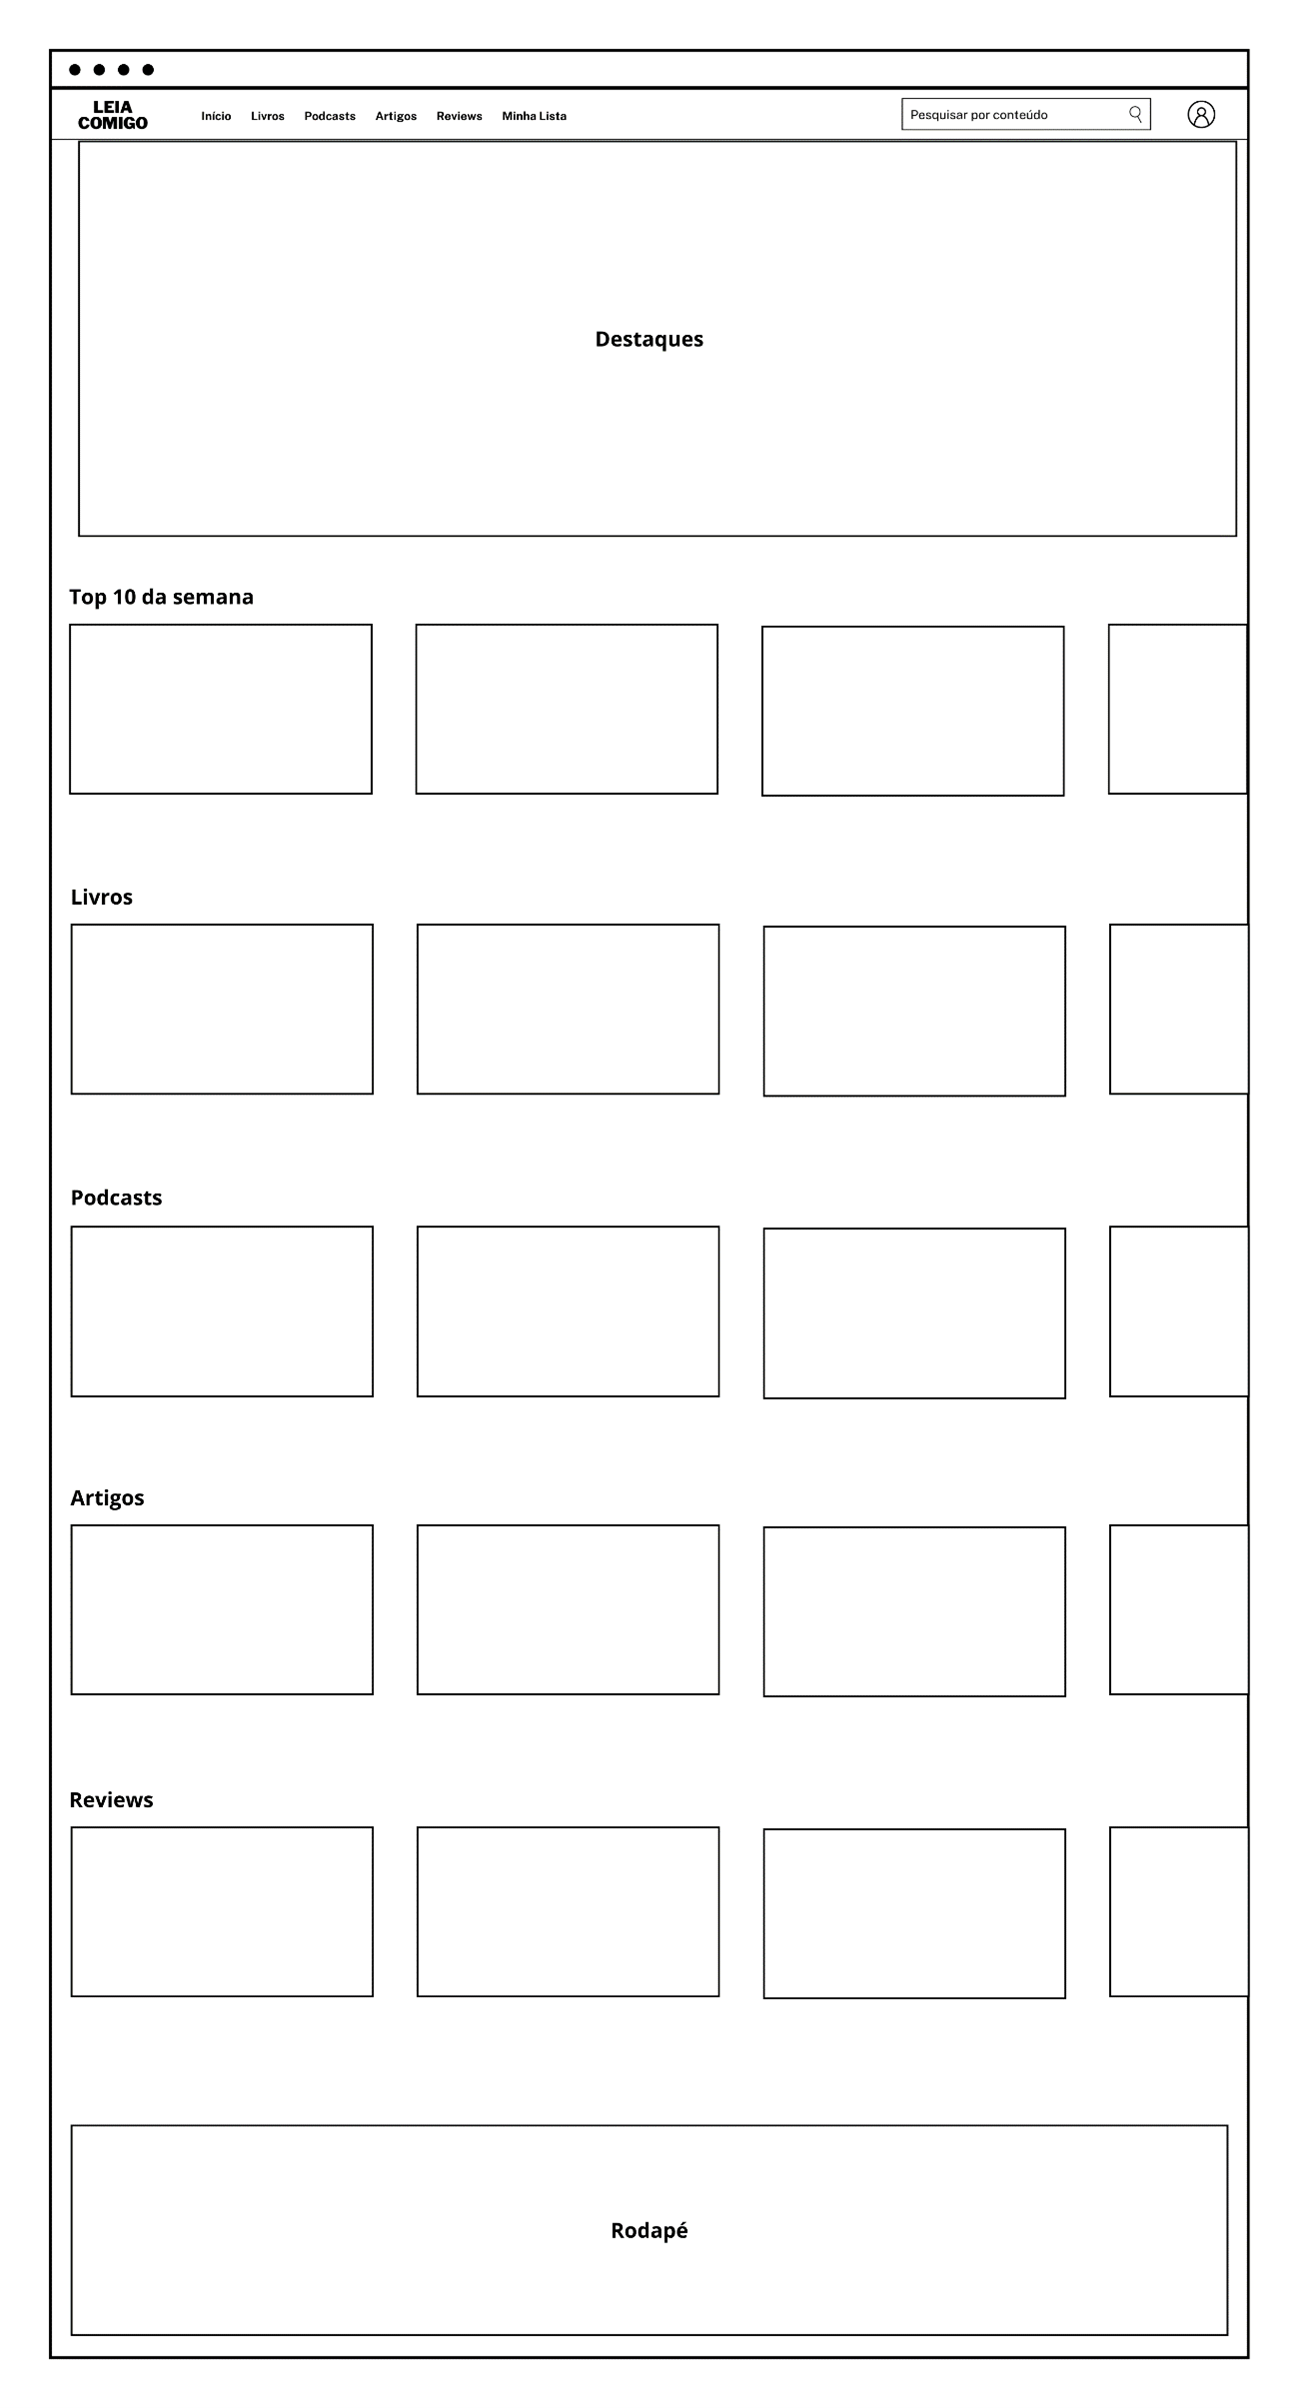 LEIA
COMIGO
Início Livros Podcasts Artigos Reviews Minha Lista
Pesquisar por conteúdo
Destaques
Top 10 da semana
Livros
Podcasts
Artigos
Reviews
Rodapé